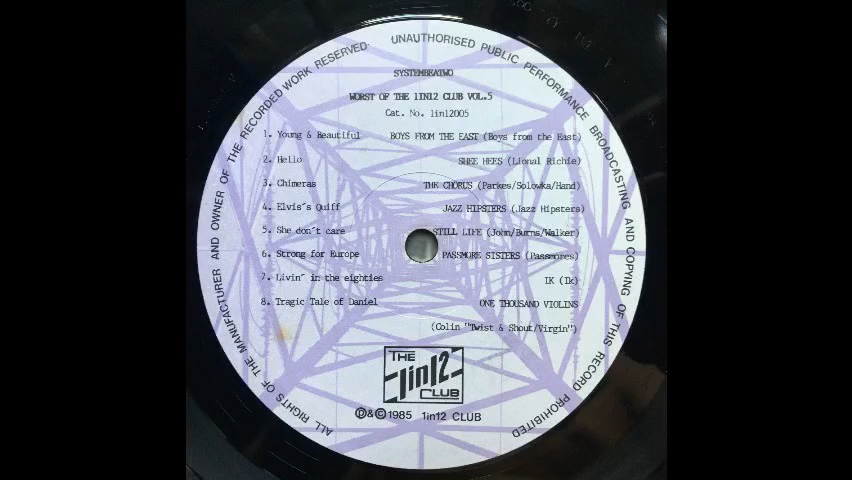 ALL RIGHTS OF THE MANUFACTURER AND OWNER OF THE RECORDED WORK RESERVED· UNAUTHORISED PUBLIC PERFORMANCE BROADCASTING AND COPYING OF THIS RECORD PROHIBITED
SYSTEMBEATWO
WORST OF THE 1IN12 CLUB VOL.5
Cat. No. 1in12005
1. Young & Beautiful BOYS FROM THE EAST (Boys from the East)
2. Hello SHEE HEES (Lional Richie)
3. Chimeras THE CHORUS (Parkes/Solowka/Hand)
4. Elvis's Quiff JAZZ HIPSTERS (Jazz Hipsters)
5. She don't care STILL LIFE (John/Burns/Walker)
6. Strong for Europe PASSMORE SISTERS (Passmores)
7. Livin' in the eighties IK (Ik)
8. Tragic Tale of Daniel ONE THOUSAND VIOLINS
(Colin "Twist & Shout/Virgin")
THE
1in12
CLUB
℗&©1985 1in12 CLUB